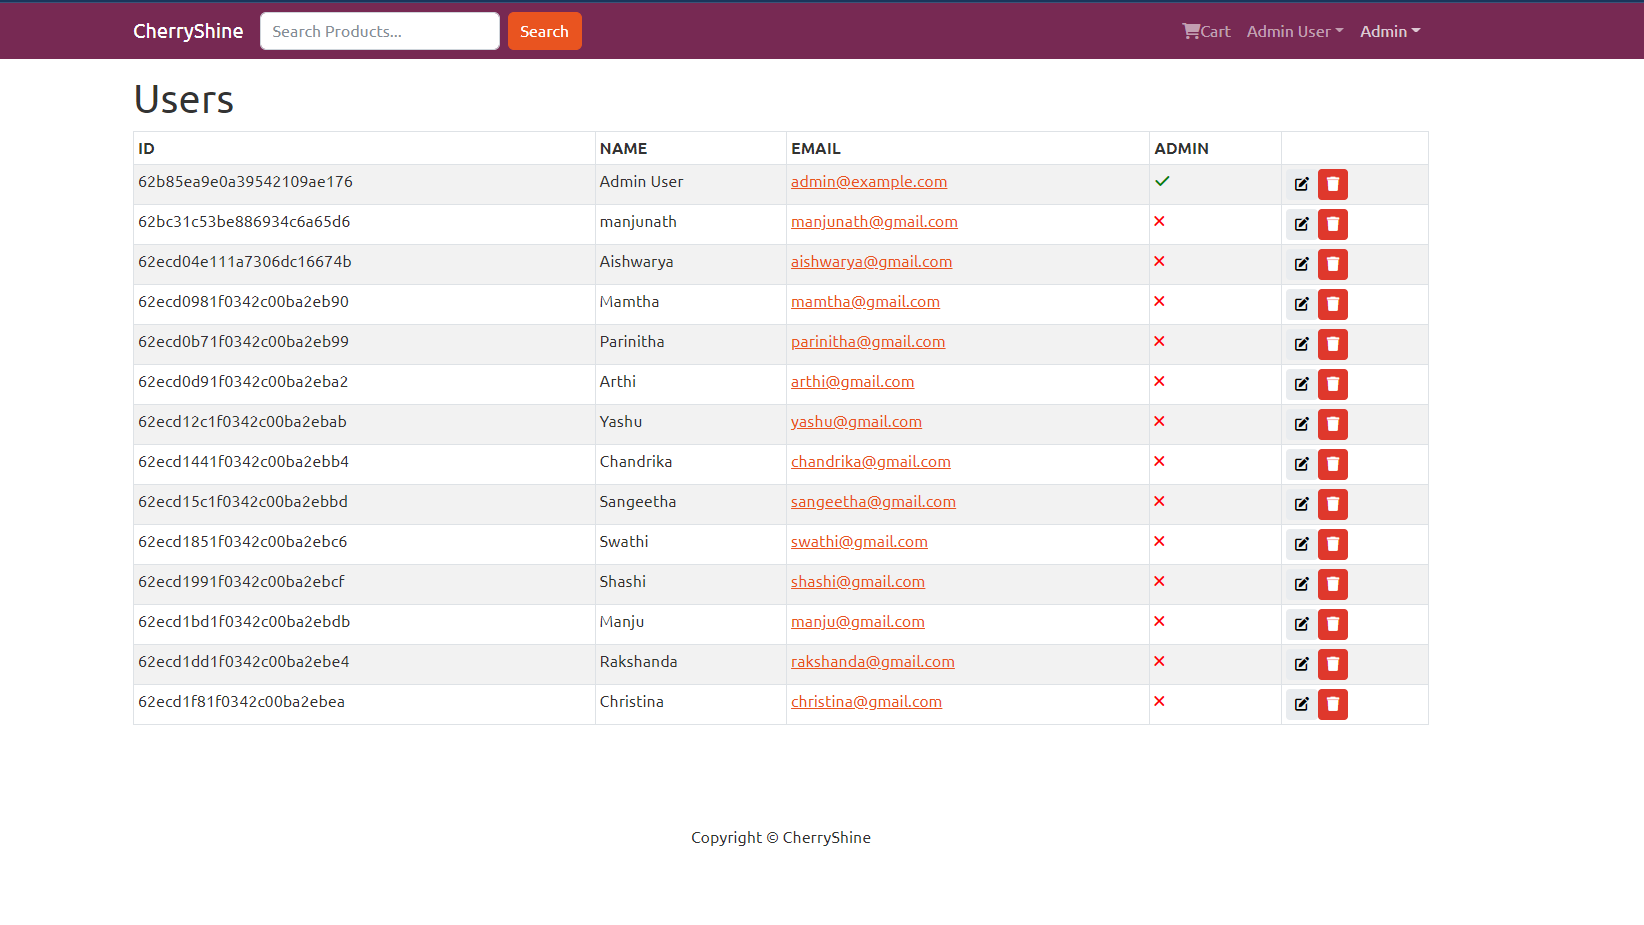 CherryShine Search Products... Search Cart Admin User Admin
Users
ID NAME EMAIL ADMIN
62b85ea9e0a39542109ae176 Admin User admin@example.com
62bc31c53be886934c6a65d6 manjunath manjunath@gmail.com
62ecd04e111a7306dc16674b Aishwarya aishwarya@gmail.com
62ecd0981f0342c00ba2eb90 Mamtha mamtha@gmail.com
62ecd0b71f0342c00ba2eb99 Parinitha parinitha@gmail.com
62ecd0d91f0342c00ba2eba2 Arthi arthi@gmail.com
62ecd12c1f0342c00ba2ebab Yashu yashu@gmail.com
62ecd1441f0342c00ba2ebb4 Chandrika chandrika@gmail.com
62ecd15c1f0342c00ba2ebbd Sangeetha sangeetha@gmail.com
62ecd1851f0342c00ba2ebc6 Swathi swathi@gmail.com
62ecd1991f0342c00ba2ebcf Shashi shashi@gmail.com
62ecd1bd1f0342c00ba2ebdb Manju manju@gmail.com
62ecd1dd1f0342c00ba2ebe4 Rakshanda rakshanda@gmail.com
62ecd1f81f0342c00ba2ebea Christina christina@gmail.com
Copyright © CherryShine